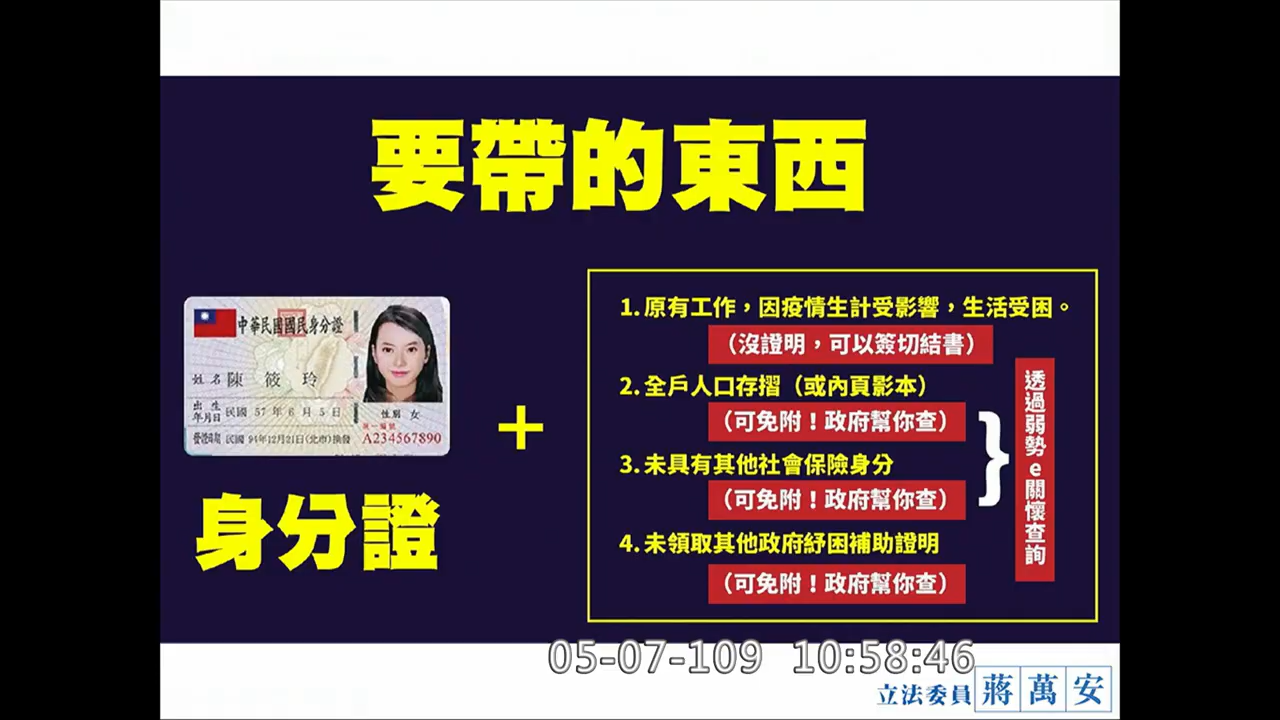 要帶的東西
中華民國國民身分證
姓名 陳筱玲
出生年月日 民國57年6月5日
性別 女
發證日期 民國94年12月21日(北市)換發
統一編號
A234567890
身分證
+
1. 原有工作，因疫情生計受影響，生活受困。
（沒證明，可以簽切結書）
2. 全戶人口存摺（或內頁影本）
（可免附！政府幫你查）
3. 未具有其他社會保險身分
（可免附！政府幫你查）
4. 未領取其他政府紓困補助證明
（可免附！政府幫你查）
}
透過弱勢e關懷查詢
05-07-109 10:58:46
立法委員 蔣萬安